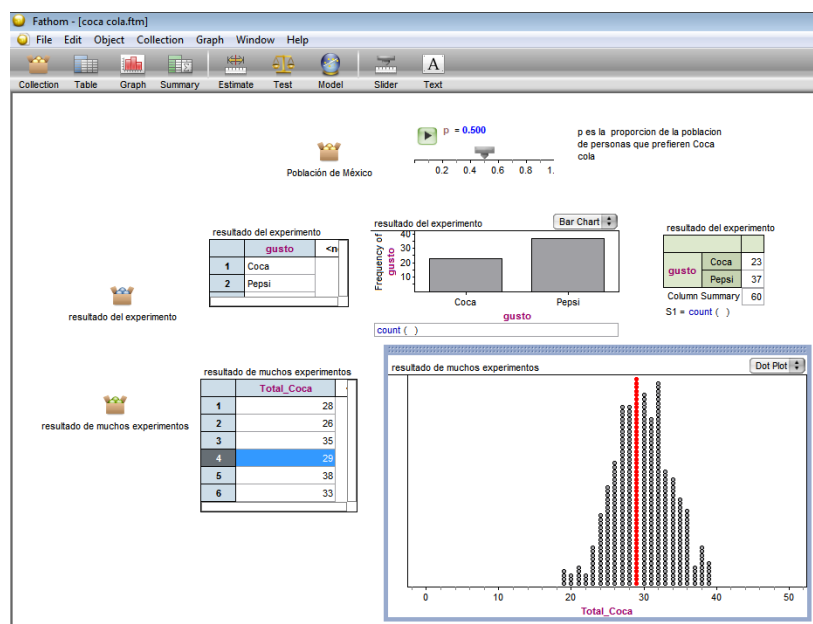 Fathom - [coca cola.ftm]
File Edit Object Collection Graph Window Help
Collection Table Graph Summary Estimate Test Model Slider Text
A
Población de México
p = 0.500
0.2 0.4 0.6 0.8 1.
p es la proporcion de la poblacion
de personas que prefieren Coca
cola
resultado del experimento
gusto <n
1 Coca
2 Pepsi
resultado del experimento
resultado del experimento
Bar Chart
Frequency of
gusto
40
30
20
10
Coca Pepsi
gusto
count ( )
resultado del experimento
gusto
Coca 23
Pepsi 37
Column Summary 60
S1 = count ( )
resultado de muchos experimentos
resultado de muchos experimentos
Total_Coca
1 28
2 26
3 35
4 29
5 38
6 33
resultado de muchos experimentos
Dot Plot
0 10 20 30 40 50
Total_Coca